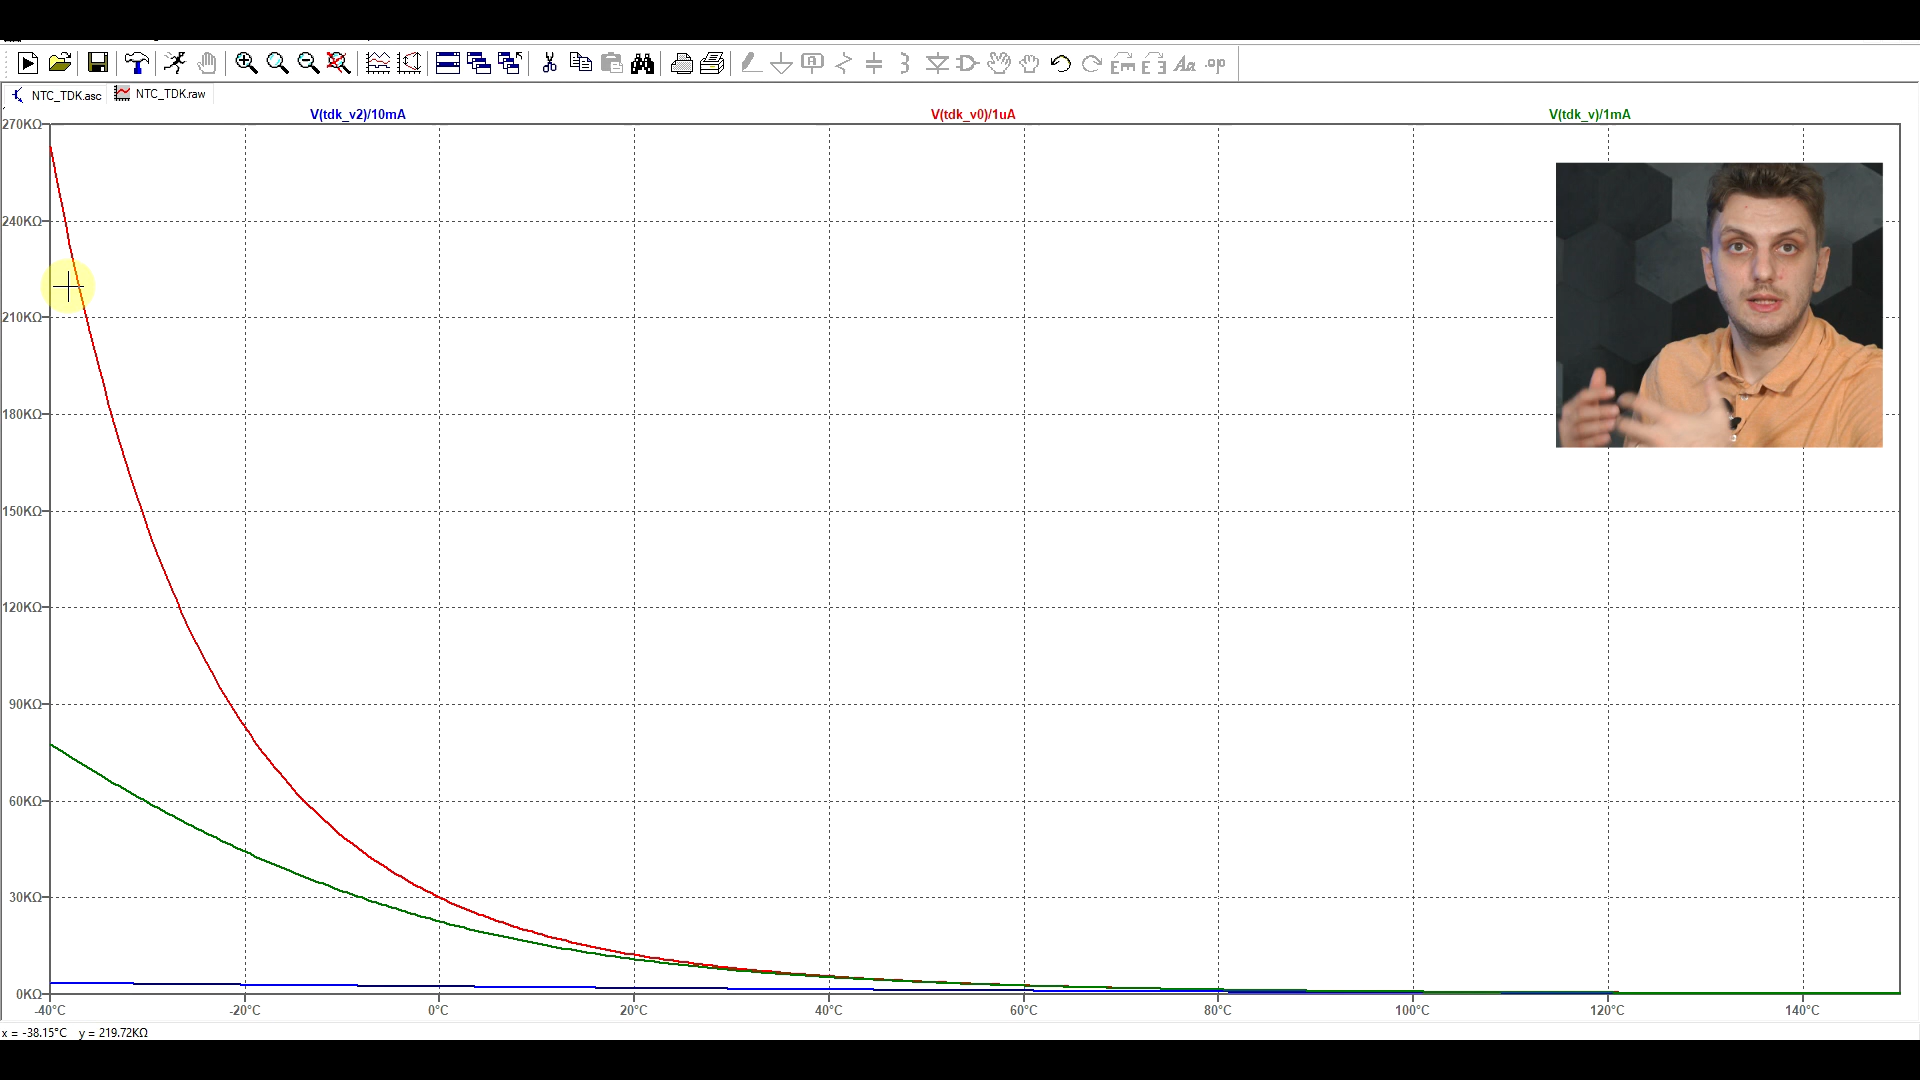 NTC_TDK.asc NTC_TDK.raw
V(tdk_v2)/10mA V(tdk_v0)/1uA V(tdk_v)/1mA
270KΩ
240KΩ
210KΩ
180KΩ
150KΩ
120KΩ
90KΩ
60KΩ
30KΩ
0KΩ
-40°C -20°C 0°C 20°C 40°C 60°C 80°C 100°C 120°C 140°C
x = -38.15°C y = 219.72KΩ